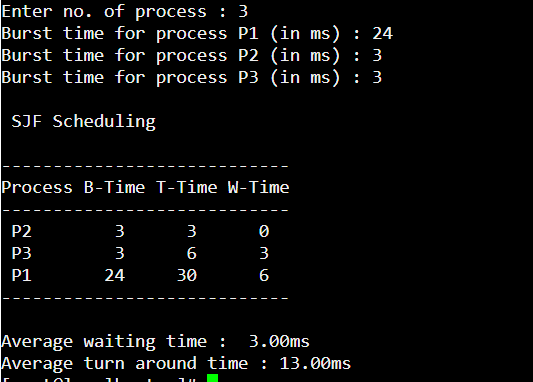 Enter no. of process : 3
Burst time for process P1 (in ms) : 24
Burst time for process P2 (in ms) : 3
Burst time for process P3 (in ms) : 3
SJF Scheduling
----------------------------
Process B-Time T-Time W-Time
----------------------------
P2 3 3 0
P3 3 6 3
P1 24 30 6
----------------------------
Average waiting time : 3.00ms
Average turn around time : 13.00ms